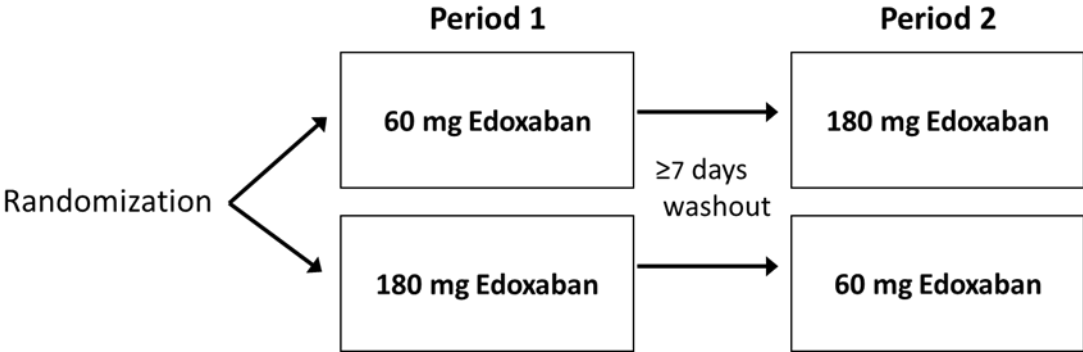 Period 1
Period 2
60 mg Edoxaban
180 mg Edoxaban
≥7 days
washout
Randomization
180 mg Edoxaban
60 mg Edoxaban